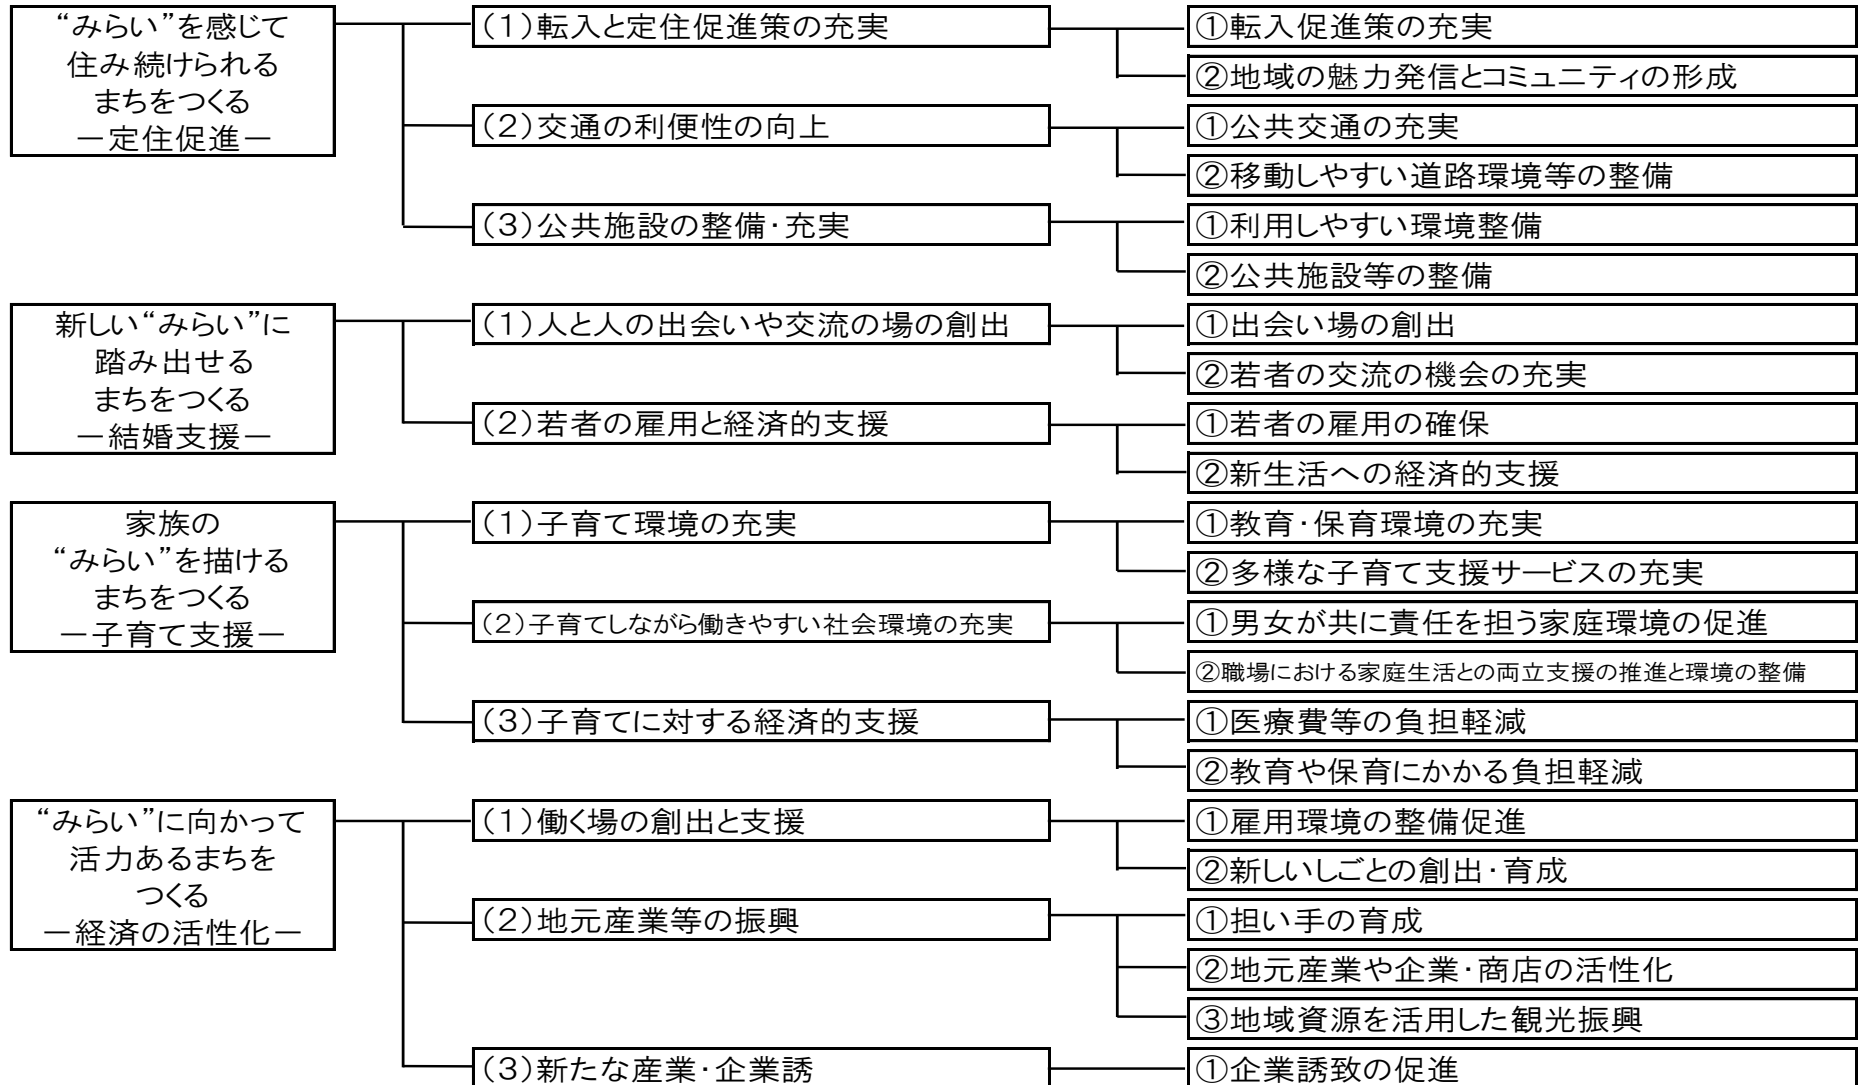 “みらい”を感じて
住み続けられる
まちをつくる
－定住促進－
（１）転入と定住促進策の充実
①転入促進策の充実
②地域の魅力発信とコミュニティの形成
（２）交通の利便性の向上
①公共交通の充実
②移動しやすい道路環境等の整備
（３）公共施設の整備・充実
①利用しやすい環境整備
②公共施設等の整備
新しい“みらい”に
踏み出せる
まちをつくる
－結婚支援－
（１）人と人の出会いや交流の場の創出
①出会い場の創出
②若者の交流の機会の充実
（２）若者の雇用と経済的支援
①若者の雇用の確保
②新生活への経済的支援
家族の
“みらい”を描ける
まちをつくる
－子育て支援－
（１）子育て環境の充実
①教育・保育環境の充実
②多様な子育て支援サービスの充実
（２）子育てしながら働きやすい社会環境の充実
①男女が共に責任を担う家庭環境の促進
②職場における家庭生活との両立支援の推進と環境の整備
（３）子育てに対する経済的支援
①医療費等の負担軽減
②教育や保育にかかる負担軽減
“みらい”に向かって
活力あるまちを
つくる
－経済の活性化－
（１）働く場の創出と支援
①雇用環境の整備促進
②新しいしごとの創出・育成
（２）地元産業等の振興
①担い手の育成
②地元産業や企業・商店の活性化
③地域資源を活用した観光振興
（３）新たな産業・企業誘
①企業誘致の促進